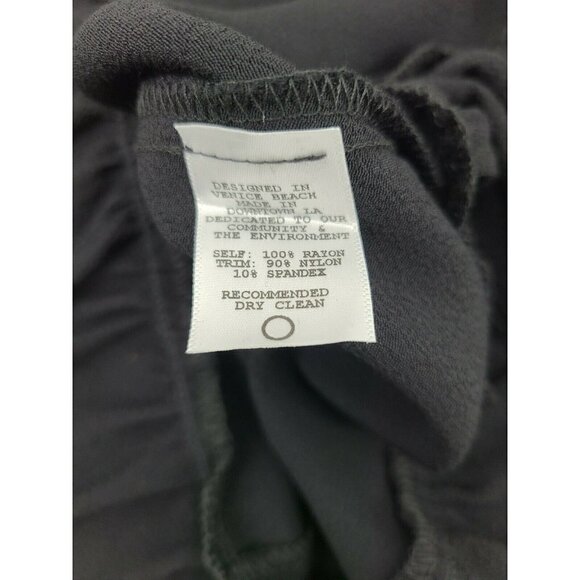 DESIGNED IN
VENICE BEACH
MADE IN
DOWNTOWN LA
DEDICATED TO OUR
COMMUNITY &
THE ENVIRONMENT
SELF: 100% RAYON
TRIM: 90% NYLON
10% SPANDEX
RECOMMENDED
DRY CLEAN